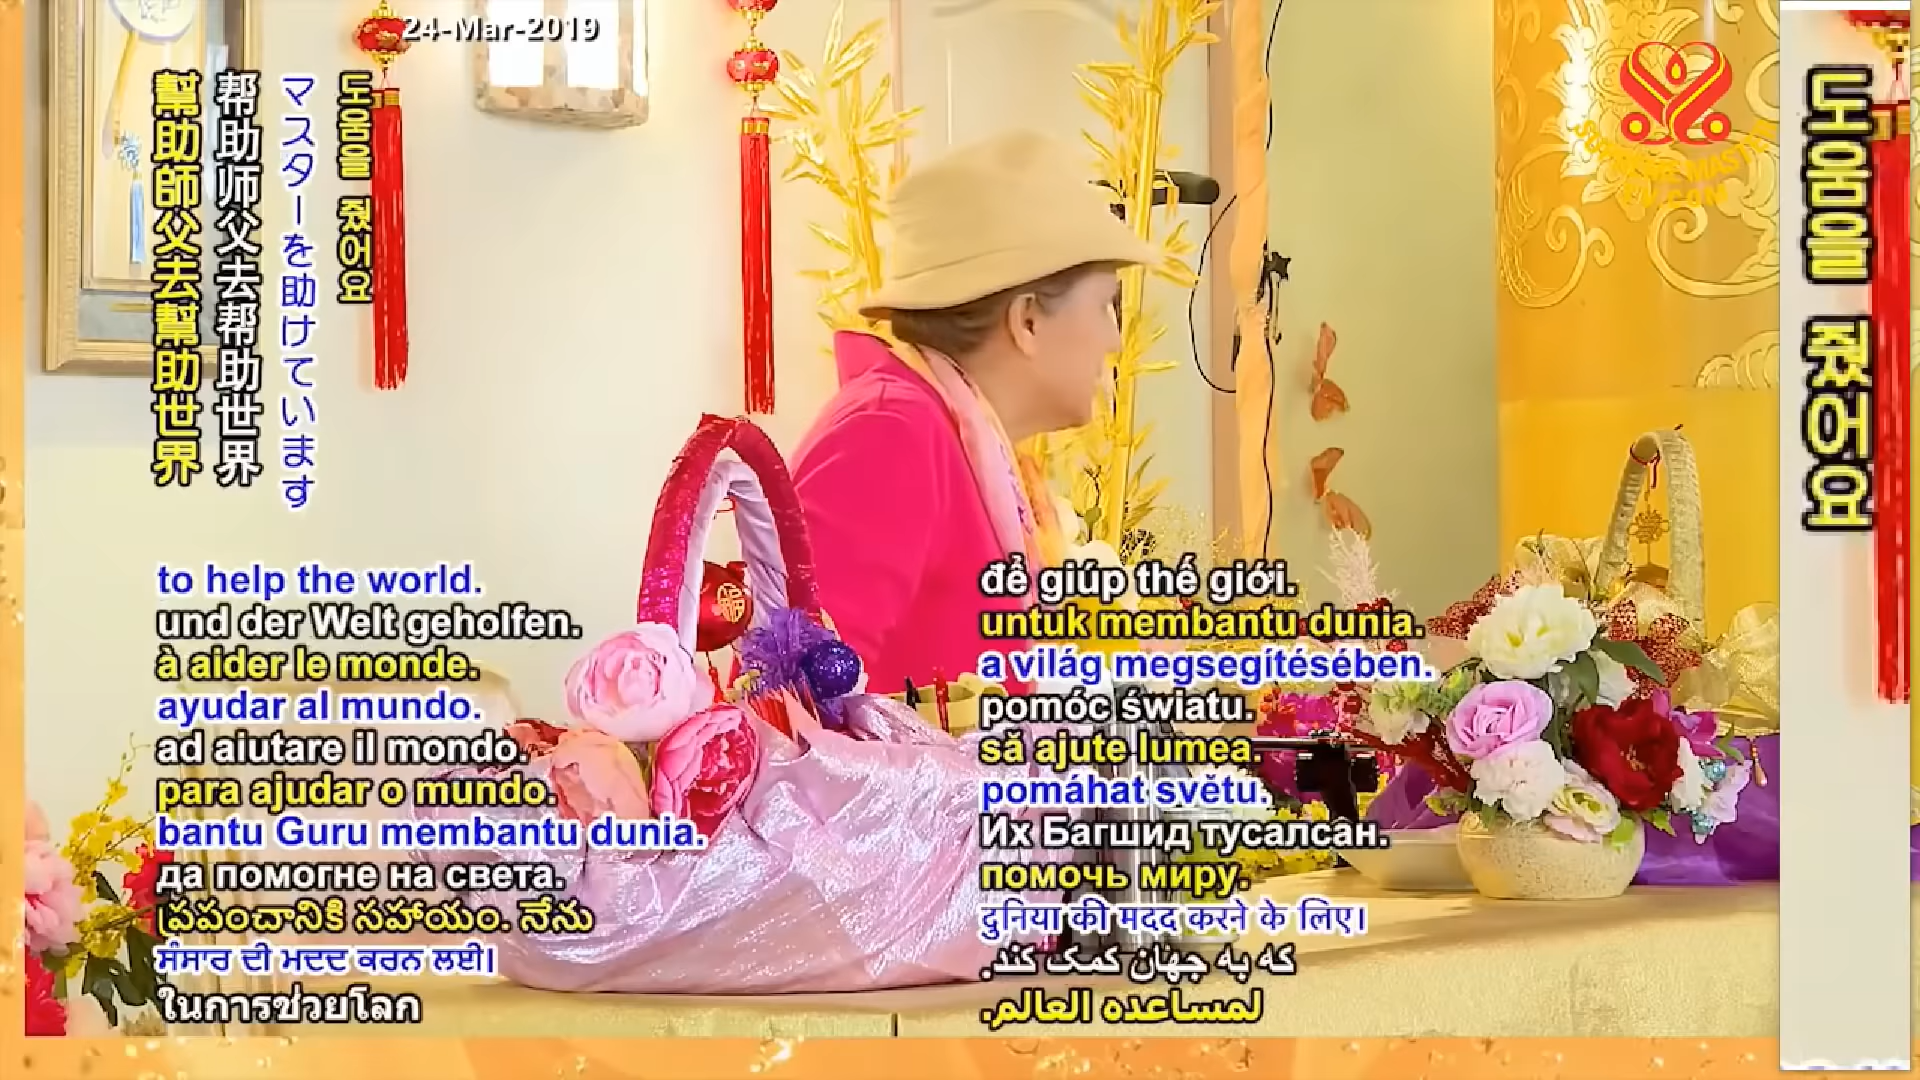 24-Mar-2019
SUPREME MASTER
TV.COM
도움을 줬어요
マスターを助けています
帮助师父去帮助世界
幫助師父去幫助世界
도움을 줬어요
to help the world.
und der Welt geholfen.
à aider le monde.
ayudar al mundo.
ad aiutare il mondo.
para ajudar o mundo.
bantu Guru membantu dunia.
да помогне на света.
ప్రపంచానికి సహాయం. నేను
ਸੰਸਾਰ ਦੀ ਮਦਦ ਕਰਨ ਲਈ।
ในการช่วยโลก
để giúp thế giới.
untuk membantu dunia.
a világ megsegítésében.
pomóc światu.
să ajute lumea.
pomáhat světu.
Их Багшид тусалсан.
помочь миру.
दुनिया की मदद करने के लिए।
که به جهان کمک کند.
لمساعده العالم.